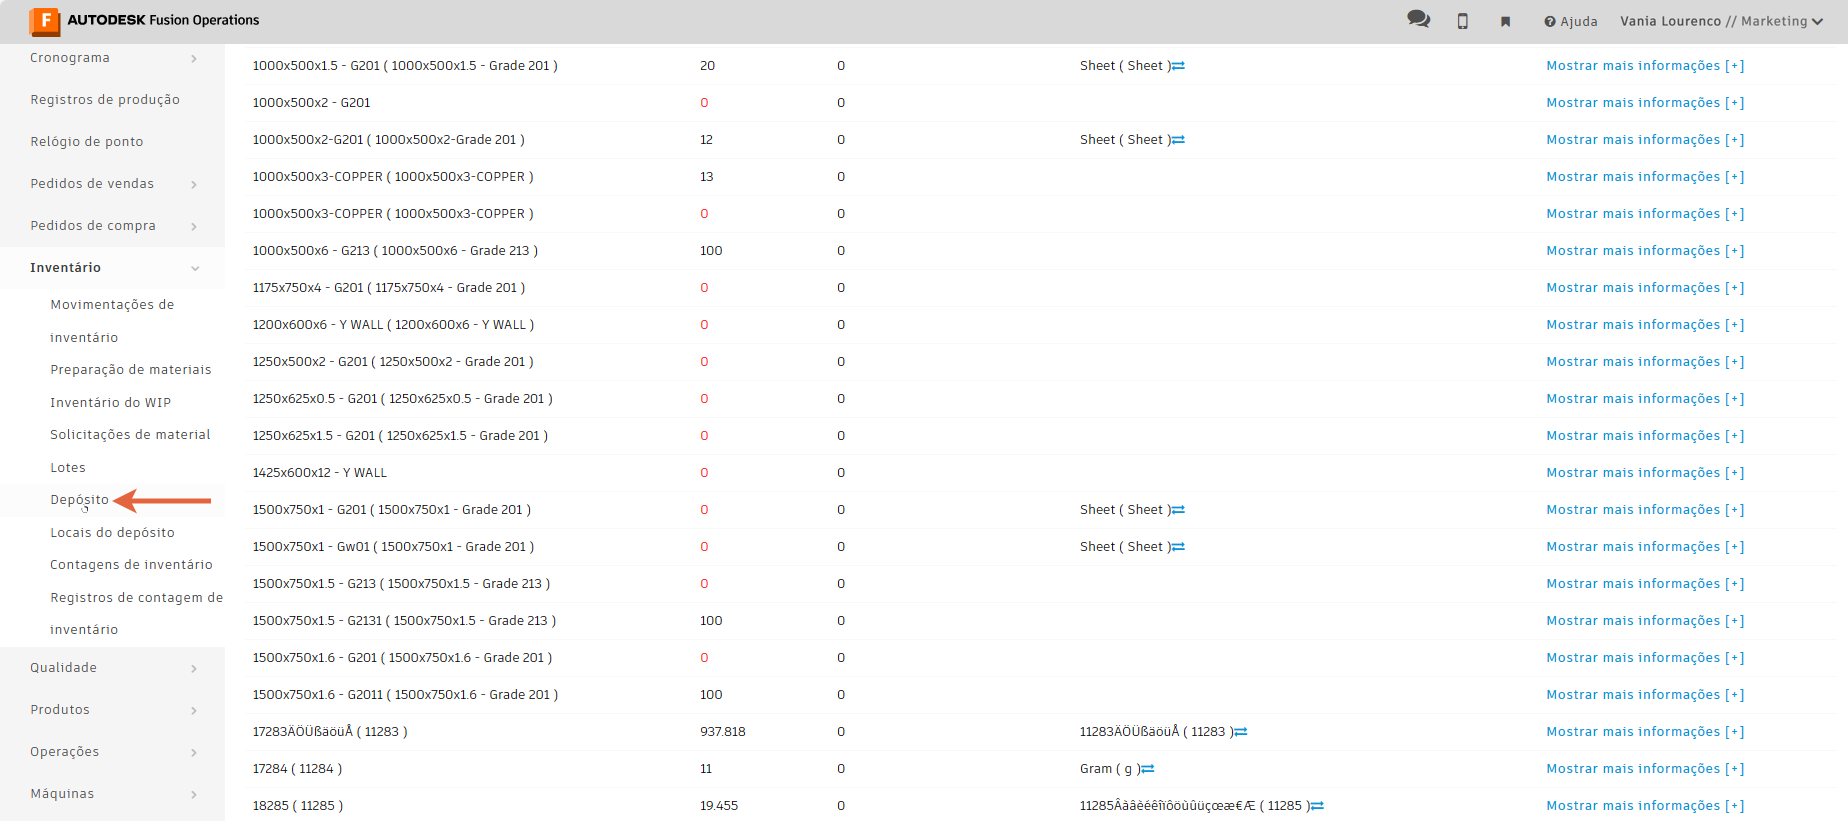 F AUTODESK Fusion Operations
Ajuda
Vania Lourenco // Marketing
Cronograma
Registros de produção
Relógio de ponto
Pedidos de vendas
Pedidos de compra
Inventário
Movimentações de
inventário
Preparação de materiais
Inventário do WIP
Solicitações de material
Lotes
Depósito
Locais do depósito
Contagens de inventário
Registros de contagem de
inventário
Qualidade
Produtos
Operações
Máquinas
1000x500x1.5 - G201 ( 1000x500x1.5 - Grade 201 ) 20 0 Sheet ( Sheet ) Mostrar mais informações [+]
1000x500x2 - G201 0 0 Mostrar mais informações [+]
1000x500x2-G201 ( 1000x500x2-Grade 201 ) 12 0 Sheet ( Sheet ) Mostrar mais informações [+]
1000x500x3-COPPER ( 1000x500x3-COPPER ) 13 0 Mostrar mais informações [+]
1000x500x3-COPPER ( 1000x500x3-COPPER ) 0 0 Mostrar mais informações [+]
1000x500x6 - G213 ( 1000x500x6 - Grade 213 ) 100 0 Mostrar mais informações [+]
1175x750x4 - G201 ( 1175x750x4 - Grade 201 ) 0 0 Mostrar mais informações [+]
1200x600x6 - Y WALL ( 1200x600x6 - Y WALL ) 0 0 Mostrar mais informações [+]
1250x500x2 - G201 ( 1250x500x2 - Grade 201 ) 0 0 Mostrar mais informações [+]
1250x625x0.5 - G201 ( 1250x625x0.5 - Grade 201 ) 0 0 Mostrar mais informações [+]
1250x625x1.5 - G201 ( 1250x625x1.5 - Grade 201 ) 0 0 Mostrar mais informações [+]
1425x600x12 - Y WALL 0 0 Mostrar mais informações [+]
1500x750x1 - G201 ( 1500x750x1 - Grade 201 ) 0 0 Sheet ( Sheet ) Mostrar mais informações [+]
1500x750x1 - Gw01 ( 1500x750x1 - Grade 201 ) 0 0 Sheet ( Sheet ) Mostrar mais informações [+]
1500x750x1.5 - G213 ( 1500x750x1.5 - Grade 213 ) 0 0 Mostrar mais informações [+]
1500x750x1.5 - G2131 ( 1500x750x1.5 - Grade 213 ) 100 0 Mostrar mais informações [+]
1500x750x1.6 - G201 ( 1500x750x1.6 - Grade 201 ) 0 0 Mostrar mais informações [+]
1500x750x1.6 - G2011 ( 1500x750x1.6 - Grade 201 ) 100 0 Mostrar mais informações [+]
17283ÄÖÜßäöüÅ ( 11283 ) 937.818 0 11283ÄÖÜßäöüÅ ( 11283 ) Mostrar mais informações [+]
17284 ( 11284 ) 11 0 Gram ( g ) Mostrar mais informações [+]
18285 ( 11285 ) 19.455 0 11285Âàâèéêîïôöùûüçœæ€Æ ( 11285 ) Mostrar mais informações [+]